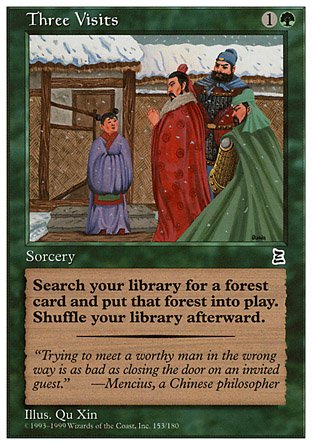 Three Visits 1
Sorcery
Search your library for a forest
card and put that forest into play.
Shuffle your library afterward.
“Trying to meet a worthy man in the wrong
way is as bad as closing the door on an invited
guest.” —Mencius, a Chinese philosopher
Illus. Qu Xin
©1993-1999 Wizards of the Coast, Inc. 153/180